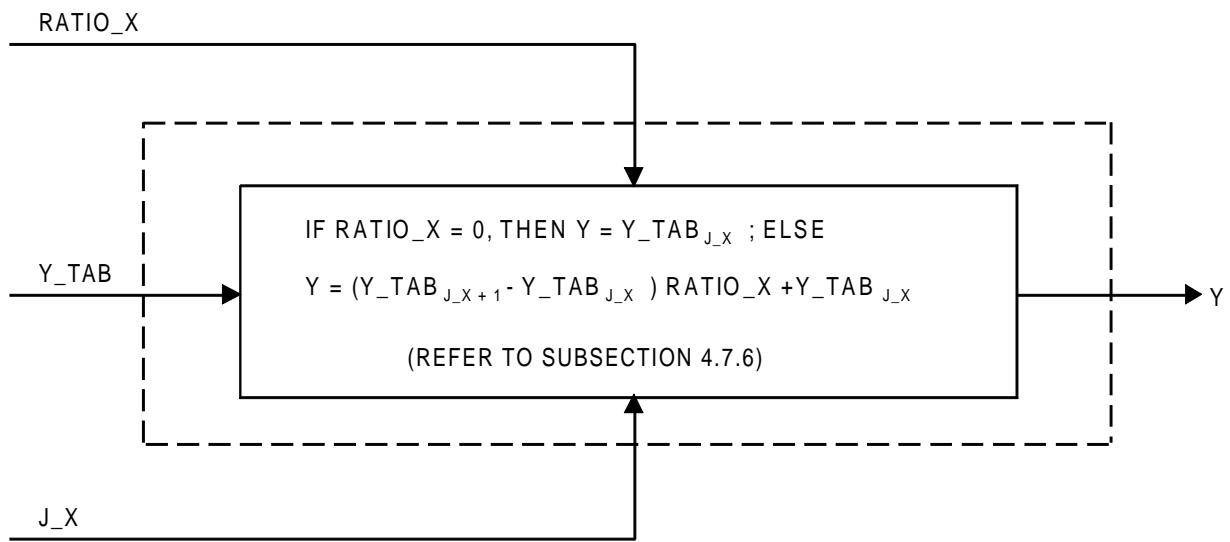 RATIO_X
IF RATIO_X = 0, THEN Y = Y_TAB J_X ; ELSE
Y_TAB
Y = (Y_TAB J_X + 1 - Y_TAB J_X ) RATIO_X +Y_TAB J_X
Y
(REFER TO SUBSECTION 4.7.6)
J_X